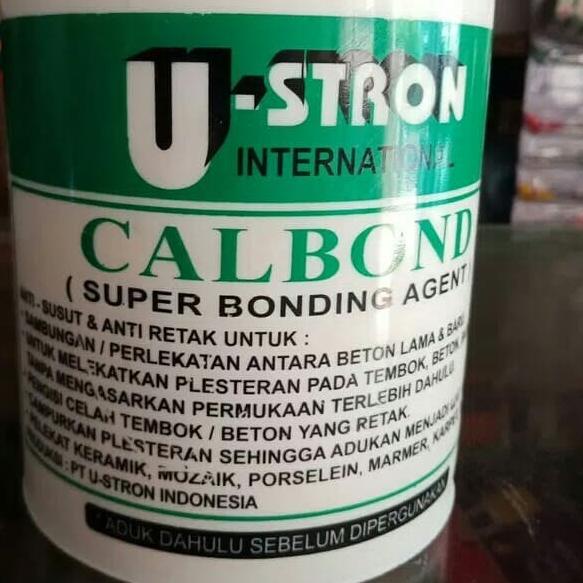 U-STRON
INTERNATIONAL
CALBOND
( SUPER BONDING AGENT
ANTI - SUSUT & ANTI RETAK UNTUK :
- SAMBUNGAN / PERLEKATAN ANTARA BETON LAMA & BARU
- UNTUK MELEKATKAN PLESTERAN PADA TEMBOK, BETON,
TANPA MENGASARKAN PERMUKAAN TERLEBIH DAHULU.
- PENGISI CELAH TEMBOK / BETON YANG RETAK.
- CAMPURKAN PLESTERAN SEHINGGA ADUKAN MENJADI
- PELEKAT KERAMIK, MOZAIK, PORSELEIN, MARMER,
PRODUKSI : PT U-STRON INDONESIA
* ADUK DAHULU SEBELUM DIPERGUNAKAN